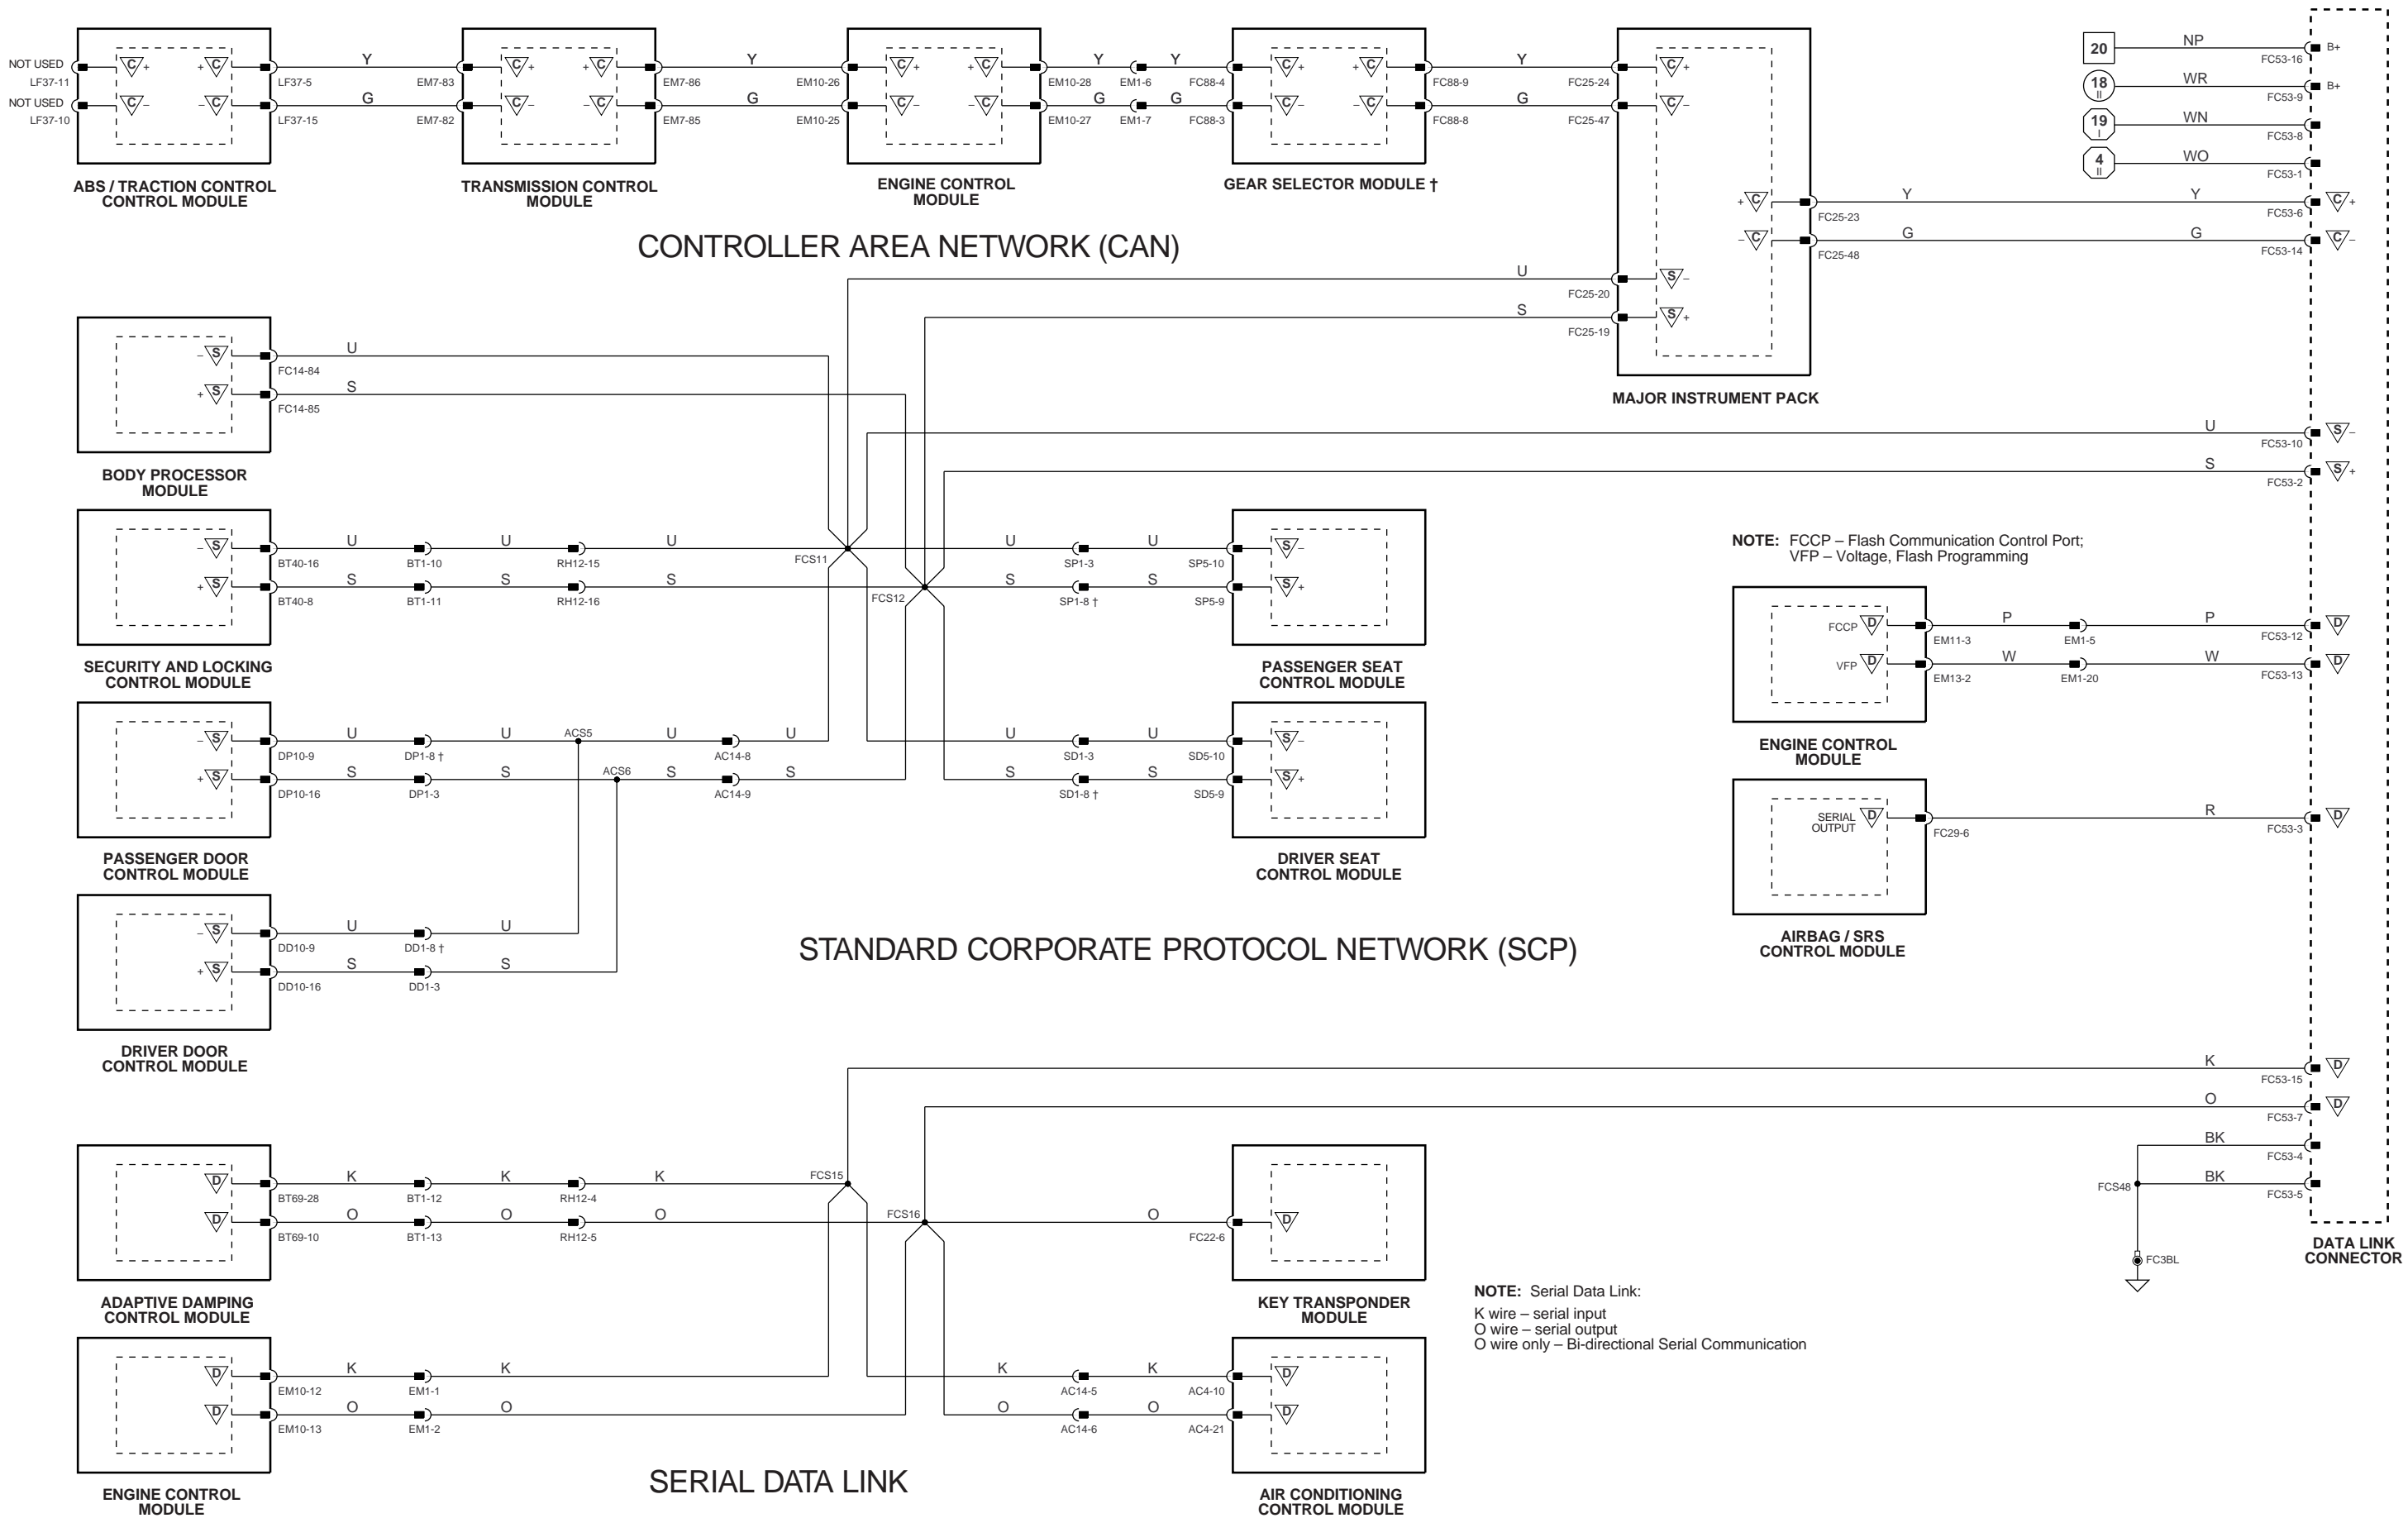 NOT USED
LF37-11
NOT USED
LF37-10
C + + C
C – – C
LF37-5
LF37-15
Y
G
EM7-83
EM7-82
C + + C
C – – C
EM7-86
EM7-85
Y
G
EM10-26
EM10-25
C + + C
C – – C
EM10-28 EM1-6 FC88-4
EM10-27 EM1-7 FC88-3
Y Y
G G
C + + C
C – – C
FC88-9
FC88-8
Y
G
FC25-24
FC25-47
C +
C –
ABS / TRACTION CONTROL
CONTROL MODULE
TRANSMISSION CONTROL
MODULE
ENGINE CONTROL
MODULE
GEAR SELECTOR MODULE †
20 NP FC53-16 B+
18 II WR FC53-9 B+
19 I WN FC53-8
4 II WO FC53-1
+ C FC25-23 Y Y FC53-6 C +
– C FC25-48 G G FC53-14 C –
CONTROLLER AREA NETWORK (CAN)
U FC25-20 S –
S FC25-19 S +
MAJOR INSTRUMENT PACK
– S FC14-84 U
+ S FC14-85 S
BODY PROCESSOR
MODULE
U FC53-10 S –
S FC53-2 S +
– S BT40-16 U BT1-10 U RH12-15 U FCS11 U SP1-3 U SP5-10 S –
+ S BT40-8 S BT1-11 S RH12-16 S FCS12 S SP1-8 † S SP5-9 S +
SECURITY AND LOCKING
CONTROL MODULE
PASSENGER SEAT
CONTROL MODULE
NOTE: FCCP – Flash Communication Control Port;
VFP – Voltage, Flash Programming
FCCP D EM11-3 P EM1-5 P FC53-12 D
VFP D EM13-2 W EM1-20 W FC53-13 D
ENGINE CONTROL
MODULE
– S DP10-9 U DP1-8 † U ACS5 U AC14-8 U U SD1-3 U SD5-10 S –
+ S DP10-16 S DP1-3 S ACS6 S AC14-9 S S SD1-8 † S SD5-9 S +
PASSENGER DOOR
CONTROL MODULE
DRIVER SEAT
CONTROL MODULE
SERIAL
OUTPUT D FC29-6 R FC53-3 D
AIRBAG / SRS
CONTROL MODULE
– S DD10-9 U DD1-8 † U
+ S DD10-16 S DD1-3 S
DRIVER DOOR
CONTROL MODULE
STANDARD CORPORATE PROTOCOL NETWORK (SCP)
K FC53-15 D
O FC53-7 D
BK FC53-4
FCS48 BK FC53-5
FC3BL
DATA LINK
CONNECTOR
D BT69-28 K BT1-12 K RH12-4 K FCS15
D BT69-10 O BT1-13 O RH12-5 O FCS16 O FC22-6 D
ADAPTIVE DAMPING
CONTROL MODULE
KEY TRANSPONDER
MODULE
NOTE: Serial Data Link:
K wire – serial input
O wire – serial output
O wire only – Bi-directional Serial Communication
D EM10-12 K EM1-1 K K AC14-5 K AC4-10 D
D EM10-13 O EM1-2 O O AC14-6 O AC4-21 D
ENGINE CONTROL
MODULE
SERIAL DATA LINK
AIR CONDITIONING
CONTROL MODULE